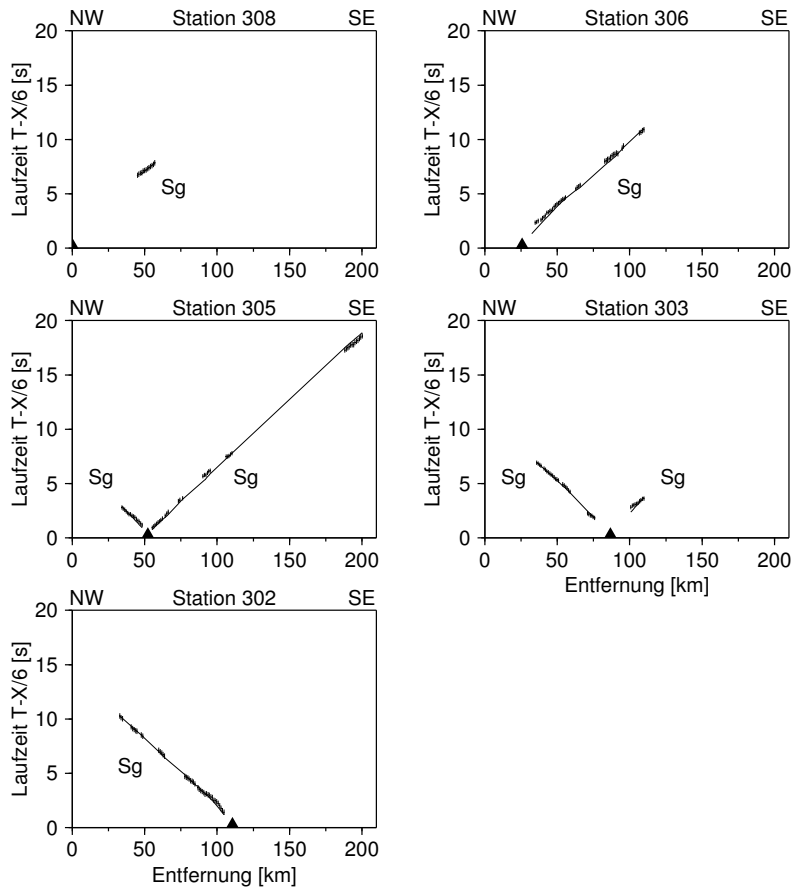 NW Station 308 SE
20
15
10
5
0
Laufzeit T-X/6 [s]
Sg
0 50 100 150 200
NW Station 306 SE
20
15
10
5
0
Laufzeit T-X/6 [s]
Sg
0 50 100 150 200
NW Station 305 SE
20
15
10
5
0
Laufzeit T-X/6 [s]
Sg
Sg
0 50 100 150 200
NW Station 303 SE
20
15
10
5
0
Laufzeit T-X/6 [s]
Sg
Sg
0 50 100 150 200
Entfernung [km]
NW Station 302 SE
20
15
10
5
0
Laufzeit T-X/6 [s]
Sg
0 50 100 150 200
Entfernung [km]